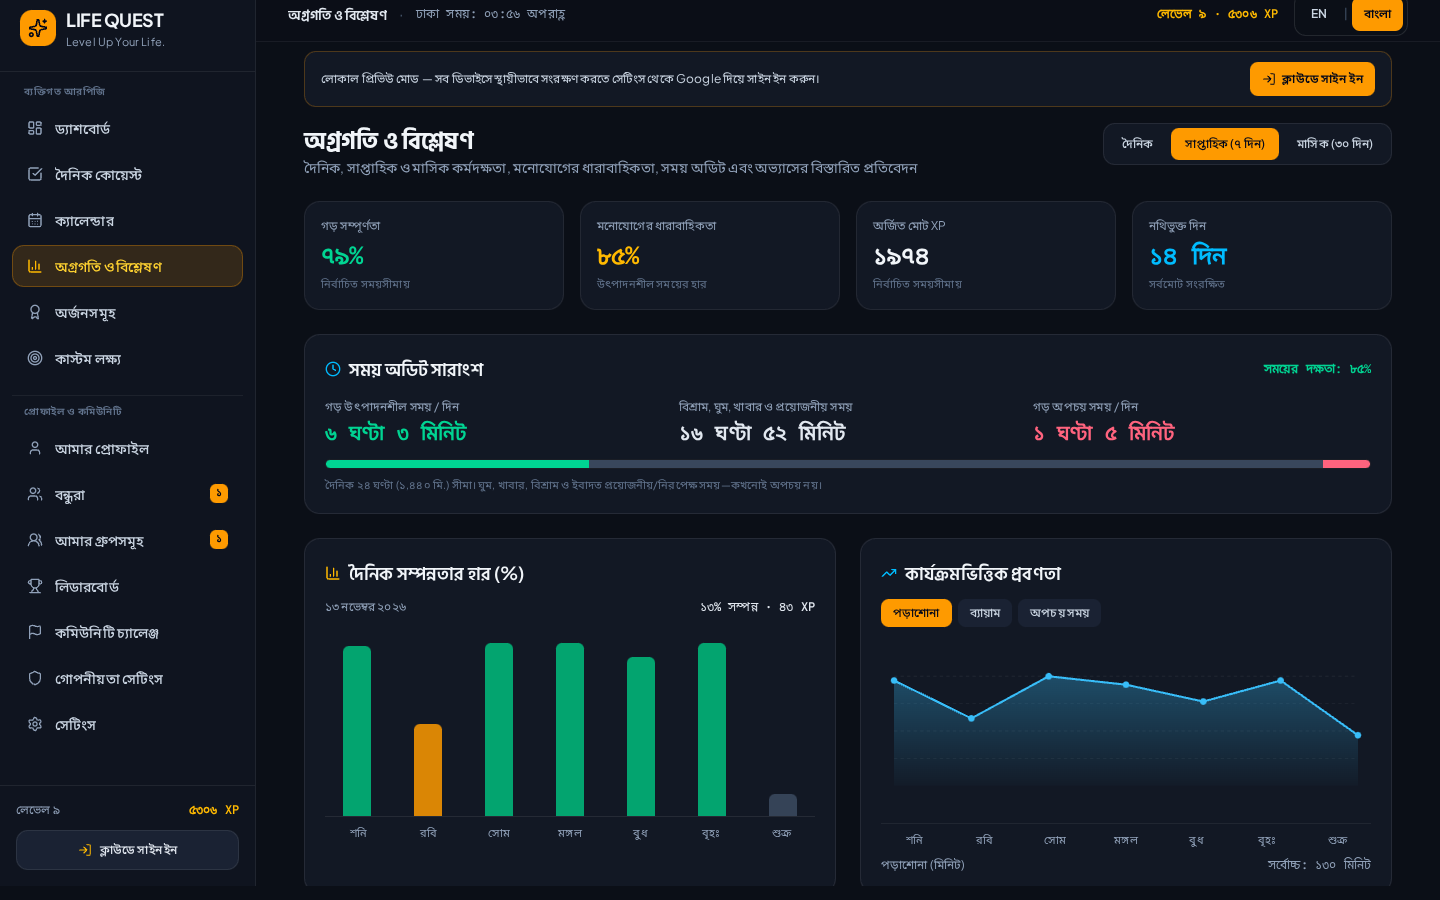 LIFE QUEST
Level Up Your Life.
ব্যক্তিগত আরপিজি
ড্যাশবোর্ড
দৈনিক কোয়েস্ট
ক্যালেন্ডার
অগ্রগতি ও বিশ্লেষণ
অর্জনসমূহ
কাস্টম লক্ষ্য
প্রোফাইল ও কমিউনিটি
আমার প্রোফাইল
বন্ধুরা ১
আমার গ্রুপসমূহ ১
লিডারবোর্ড
কমিউনিটি চ্যালেঞ্জ
গোপনীয়তা সেটিংস
সেটিংস
লেভেল ৯ ৫৩০৬ XP
ক্লাউডে সাইন ইন
অগ্রগতি ও বিশ্লেষণ · ঢাকা সময়: ০৩:৫৬ অপরাহ্ণ
লেভেল ৯ · ৫৩০৬ XP EN | বাংলা
লোকাল প্রিভিউ মোড — সব ডিভাইসে স্থায়ীভাবে সংরক্ষণ করতে সেটিংস থেকে Google দিয়ে সাইন ইন করুন।
ক্লাউডে সাইন ইন
অগ্রগতি ও বিশ্লেষণ
দৈনিক, সাপ্তাহিক ও মাসিক কর্মদক্ষতা, মনোযোগের ধারাবাহিকতা, সময় অডিট এবং অভ্যাসের বিস্তারিত প্রতিবেদন
দৈনিক সাপ্তাহিক (৭ দিন) মাসিক (৩০ দিন)
গড় সম্পূর্ণতা
৭৯%
নির্বাচিত সময়সীমায়
মনোযোগের ধারাবাহিকতা
৮৫%
উৎপাদনশীল সময়ের হার
অর্জিত মোট XP
১৯৭৪
নির্বাচিত সময়সীমায়
নথিভুক্ত দিন
১৪ দিন
সর্বমোট সংরক্ষিত
সময় অডিট সারাংশ
সময়ের দক্ষতা: ৮৫%
গড় উৎপাদনশীল সময় / দিন
৬ ঘণ্টা ৩ মিনিট
বিশ্রাম, ঘুম, খাবার ও প্রয়োজনীয় সময়
১৬ ঘণ্টা ৫২ মিনিট
গড় অপচয় সময় / দিন
১ ঘণ্টা ৫ মিনিট
দৈনিক ২৪ ঘণ্টা (১,৪৪০ মি.) সীমা। ঘুম, খাবার, বিশ্রাম ও ইবাদত প্রয়োজনীয়/নিরপেক্ষ সময়—কখনোই অপচয় নয়।
দৈনিক সম্পন্নতার হার (%)
১৩ নভেম্বর ২০২৬ ১৩% সম্পন্ন · ৪৩ XP
শনি রবি সোম মঙ্গল বুধ বৃহঃ শুক্র
কার্যক্রমভিত্তিক প্রবণতা
পড়াশোনা ব্যায়াম অপচয় সময়
শনি রবি সোম মঙ্গল বুধ বৃহঃ শুক্র
পড়াশোনা (মিনিট) সর্বোচ্চ: ১৩০ মিনিট